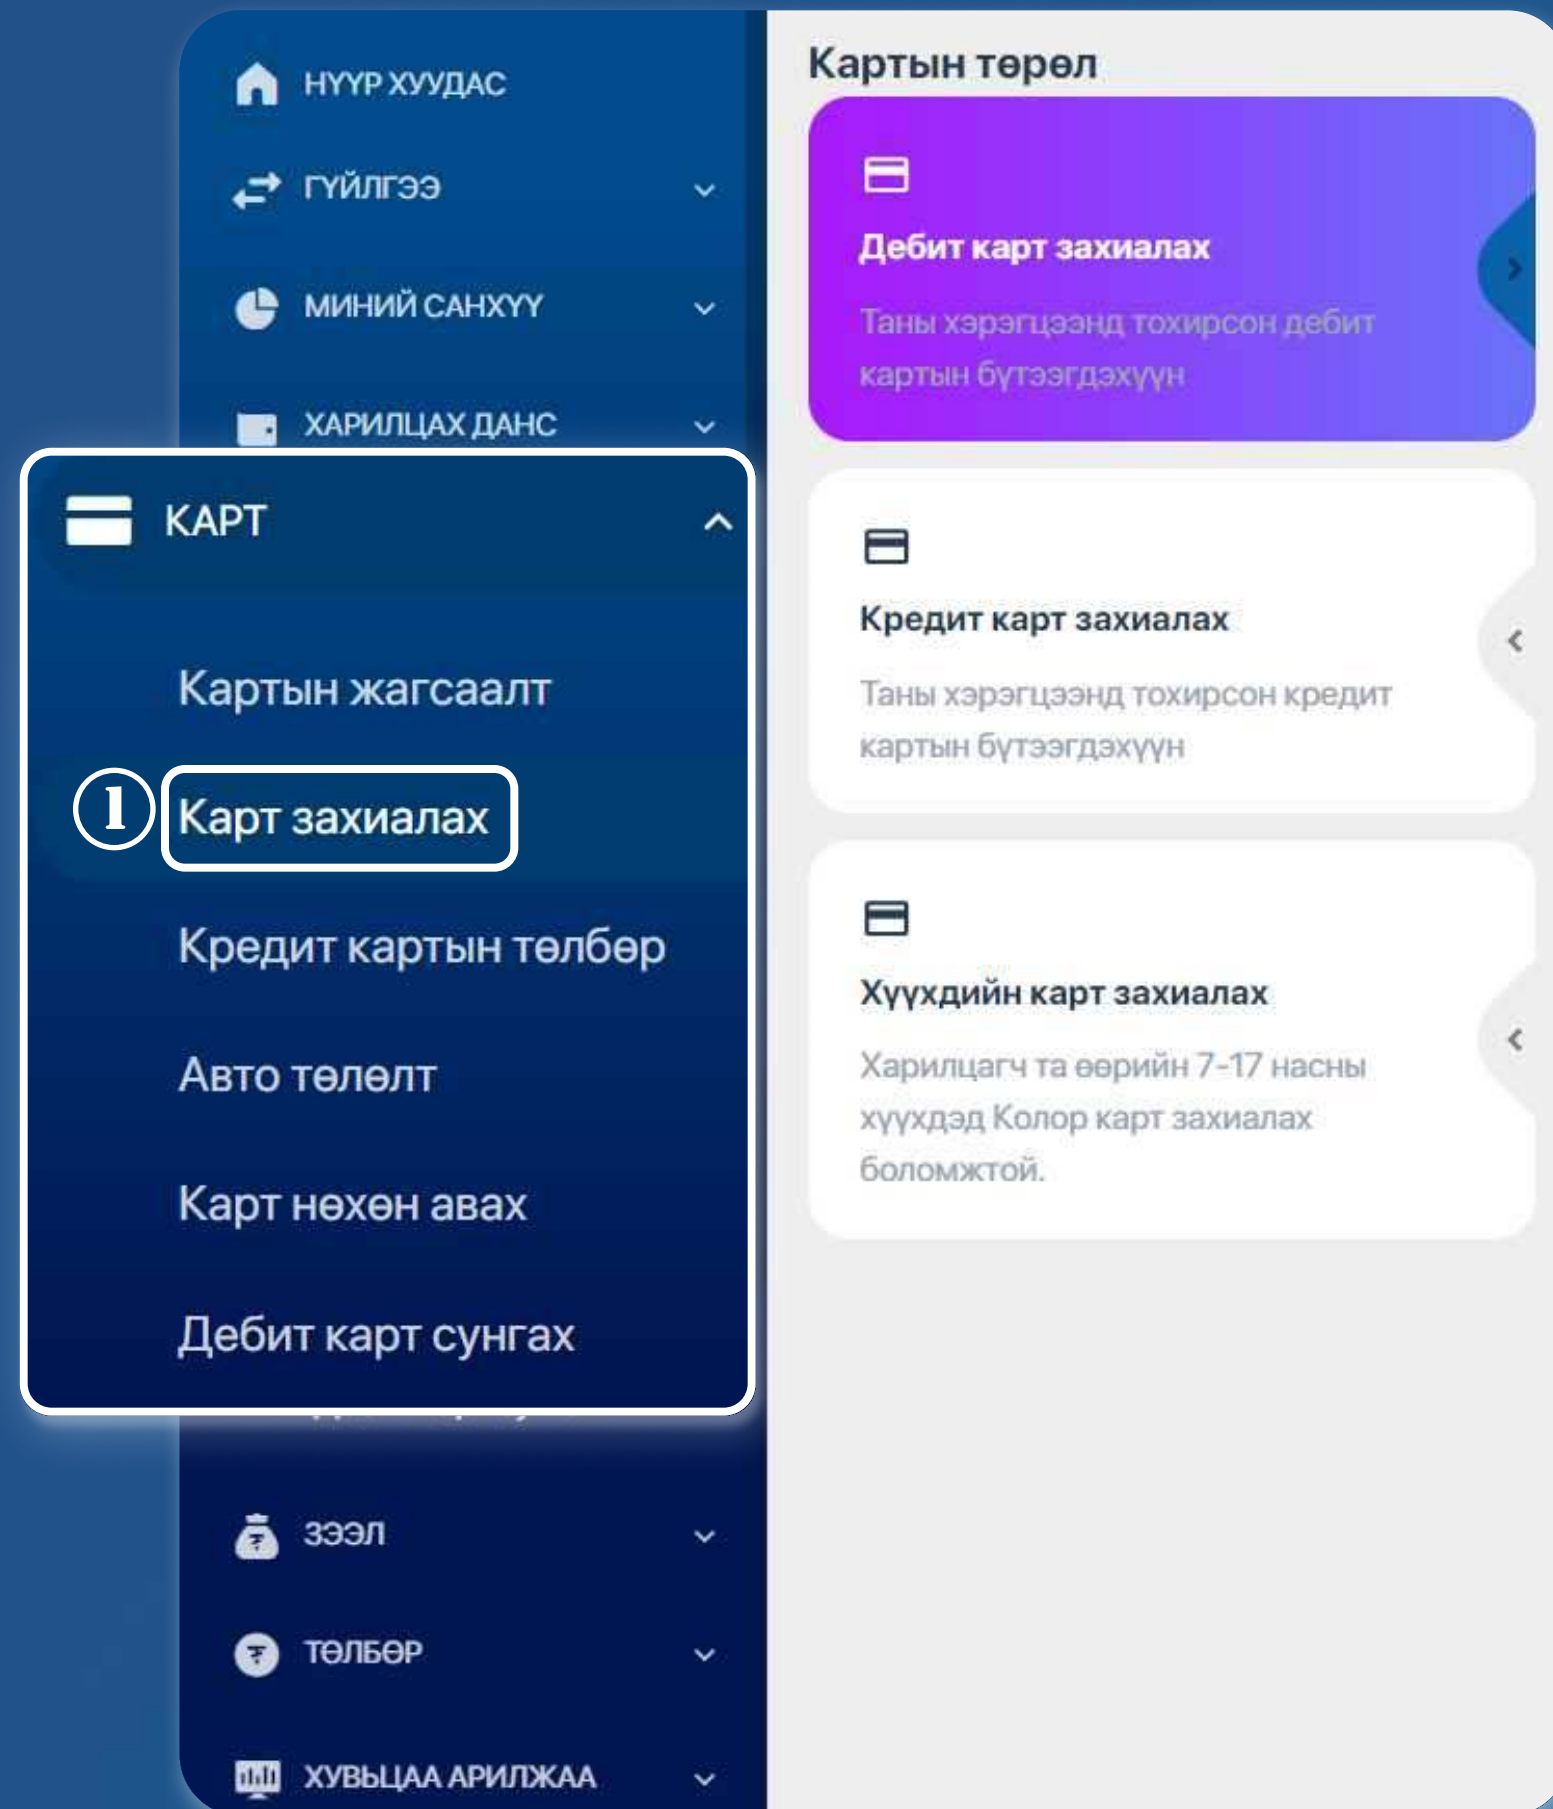 НҮҮР ХУУДАС
ГҮЙЛГЭЭ
МИНИЙ САНХҮҮ
ХАРИЛЦАХ ДАНС
КАРТ
Картын жагсаалт
1
Карт захиалах
Кредит картын төлбөр
Авто төлөлт
Карт нөхөн авах
Дебит карт сунгах
ЗЭЭЛ
ТӨЛБӨР
ХУВЬЦАА АРИЛЖАА
Картын төрөл
Дебит карт захиалах
Таны хэрэгцээнд тохирсон дебит
картын бүтээгдэхүүн
Кредит карт захиалах
Таны хэрэгцээнд тохирсон кредит
картын бүтээгдэхүүн
Хүүхдийн карт захиалах
Харилцагч та өөрийн 7-17 насны
хүүхдэд Колор карт захиалах
боломжтой.